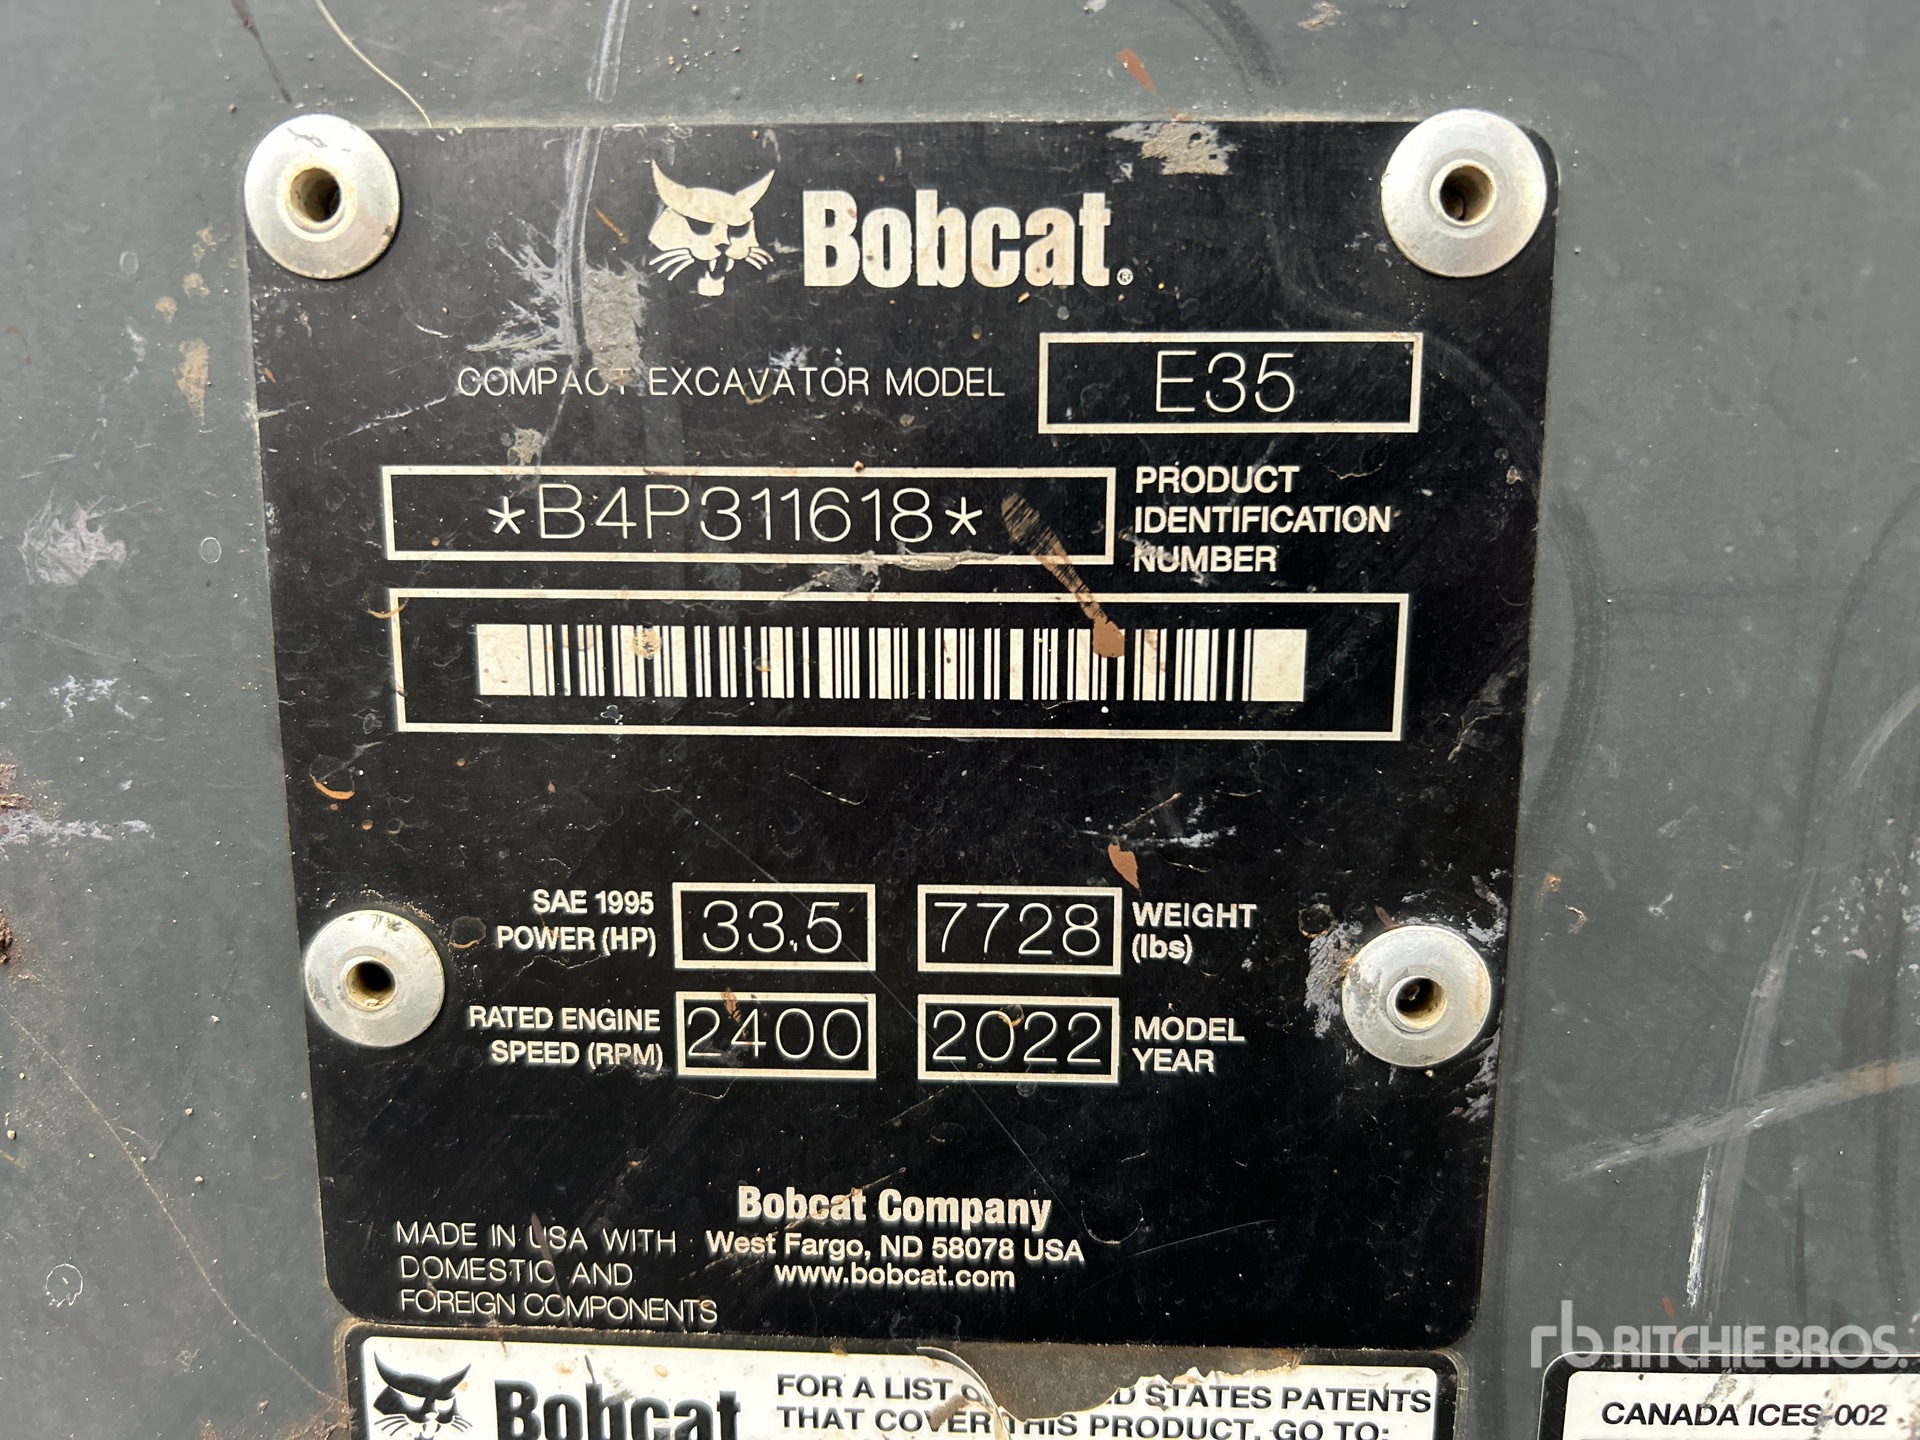 Bobcat®
COMPACT EXCAVATOR MODEL E35
*B4P311618* PRODUCT
IDENTIFICATION
NUMBER
SAE 1995
POWER (HP) 33.5 7728 WEIGHT
(lbs)
RATED ENGINE
SPEED (RPM) 2400 2022 MODEL
YEAR
Bobcat Company
West Fargo, ND 58078 USA
www.bobcat.com
MADE IN USA WITH
DOMESTIC AND
FOREIGN COMPONENTS
Bobcat
FOR A LIST STATES PATENTS
THAT COVER THIS PRODUCT, GO TO:
CANADA ICES-002
rb RITCHIE BROS.